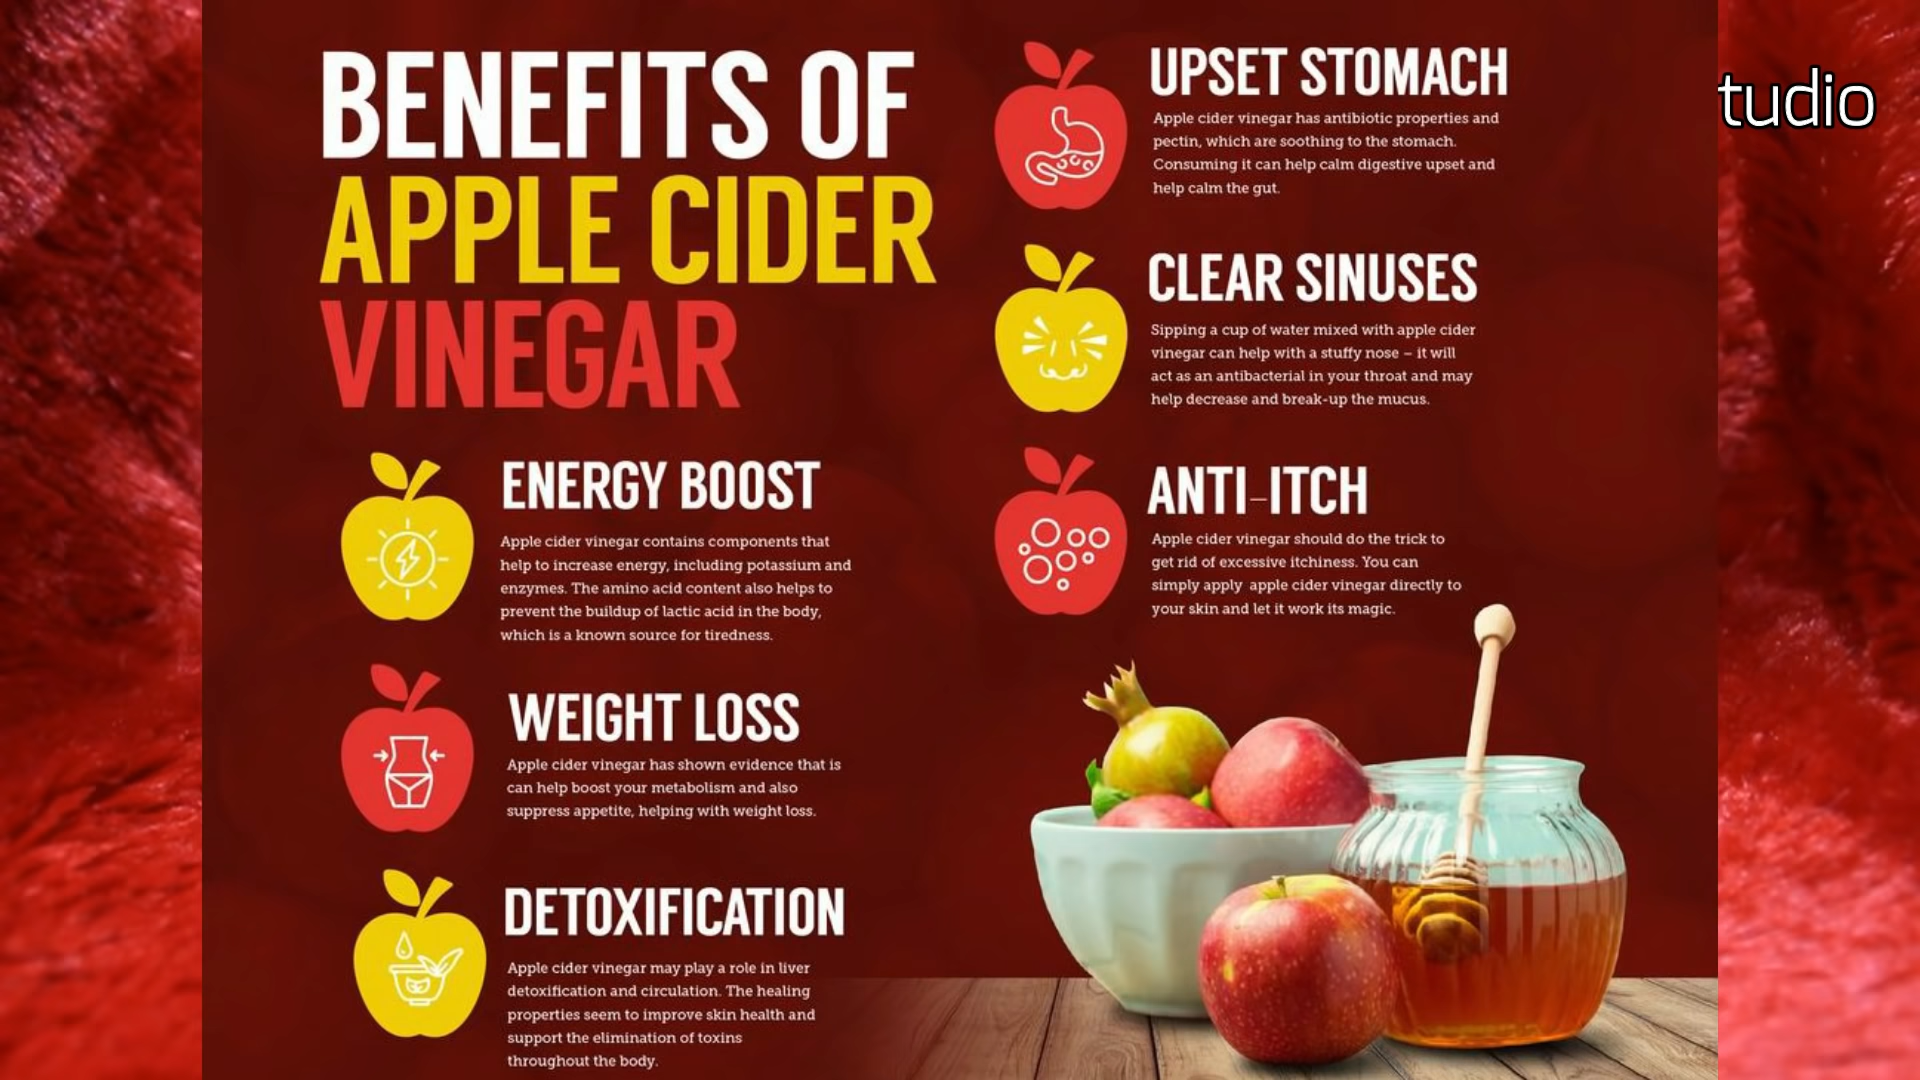 BENEFITS OF
APPLE CIDER
VINEGAR
ENERGY BOOST
Apple cider vinegar contains components that
help to increase energy, including potassium and
enzymes. The amino acid content also helps to
prevent the buildup of lactic acid in the body,
which is a known source for tiredness.
WEIGHT LOSS
Apple cider vinegar has shown evidence that is
can help boost your metabolism and also
suppress appetite, helping with weight loss.
DETOXIFICATION
Apple cider vinegar may play a role in liver
detoxification and circulation. The healing
properties seem to improve skin health and
support the elimination of toxins
throughout the body.
UPSET STOMACH
Apple cider vinegar has antibiotic properties and
pectin, which are soothing to the stomach.
Consuming it can help calm digestive upset and
help calm the gut.
CLEAR SINUSES
Sipping a cup of water mixed with apple cider
vinegar can help with a stuffy nose – it will
act as an antibacterial in your throat and may
help decrease and break-up the mucus.
ANTI-ITCH
Apple cider vinegar should do the trick to
get rid of excessive itchiness. You can
simply apply apple cider vinegar directly to
your skin and let it work its magic.
tudio